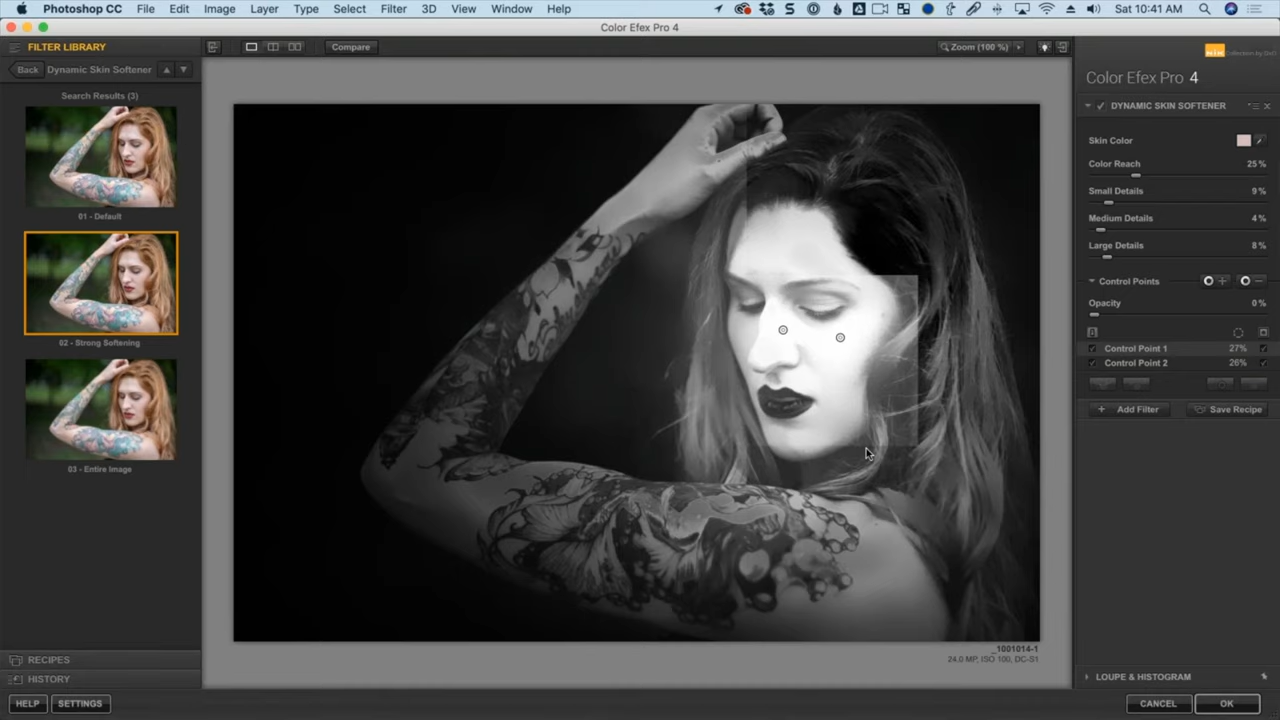 Photoshop CC File Edit Image Layer Type Select Filter 3D View Window Help Sat 10:41 AM
Color Efex Pro 4
FILTER LIBRARY
Compare
Zoom (100 %)
Back Dynamic Skin Softener
Search Results (3)
01 - Default
02 - Strong Softening
03 - Entire Image
RECIPES
HISTORY
HELP SETTINGS
_1001014-1
24.0 MP, ISO 100, DC-S1
Color Efex Pro 4
DYNAMIC SKIN SOFTENER
Skin Color
Color Reach 25 %
Small Details 9 %
Medium Details 4 %
Large Details 8 %
Control Points
Opacity 0 %
Control Point 1 27%
Control Point 2 26%
Add Filter Save Recipe
LOUPE & HISTOGRAM
CANCEL OK